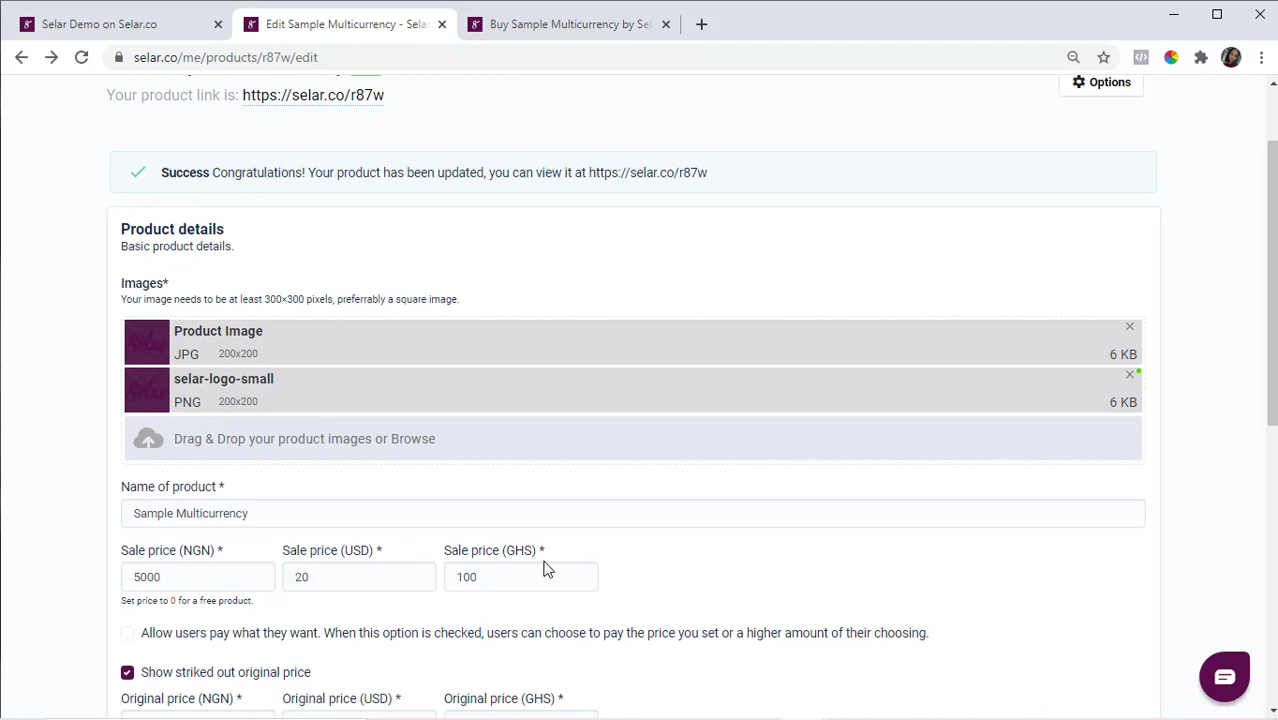 Selar Demo on Selar.co
Edit Sample Multicurrency - Selar
Buy Sample Multicurrency by Sel
selar.co/me/products/r87w/edit
Your product link is: https://selar.co/r87w
Options
Success Congratulations! Your product has been updated, you can view it at https://selar.co/r87w
Product details
Basic product details.
Images*
Your image needs to be at least 300×300 pixels, preferrably a square image.
Product Image
JPG 200x200 6 KB
selar-logo-small
PNG 200x200 6 KB
Drag & Drop your product images or Browse
Name of product *
Sample Multicurrency
Sale price (NGN) * Sale price (USD) * Sale price (GHS) *
5000 20 100
Set price to 0 for a free product.
Allow users pay what they want. When this option is checked, users can choose to pay the price you set or a higher amount of their choosing.
Show striked out original price
Original price (NGN) * Original price (USD) * Original price (GHS) *